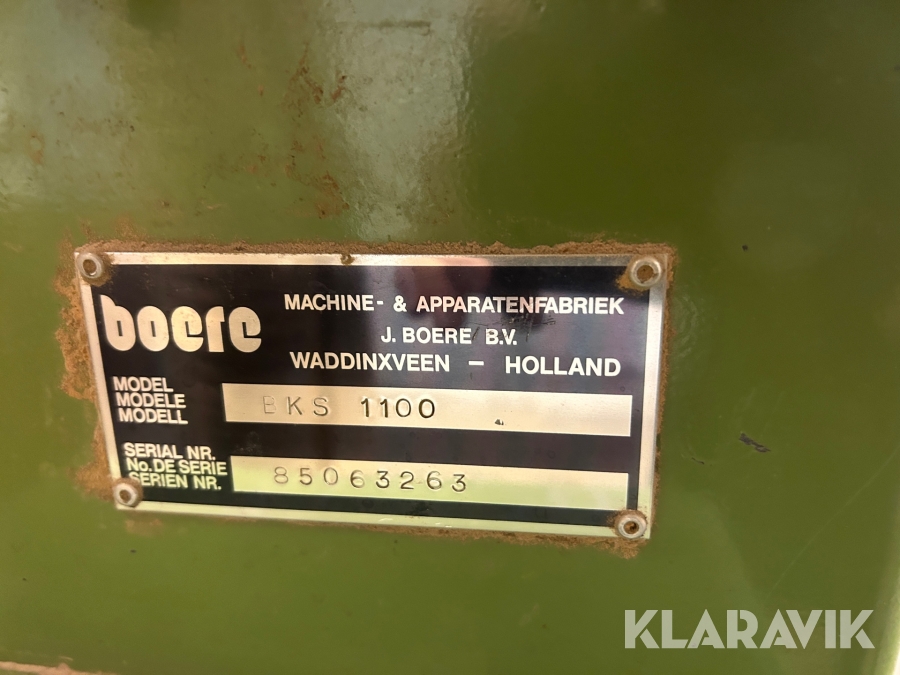 boere
MACHINE- & APPARATENFABRIEK
J. BOERE B.V.
WADDINXVEEN - HOLLAND
MODEL
MODELE
MODELL
BKS 1100
SERIAL NR.
No. DE SERIE
SERIEN NR.
85063263
KLARAVIK